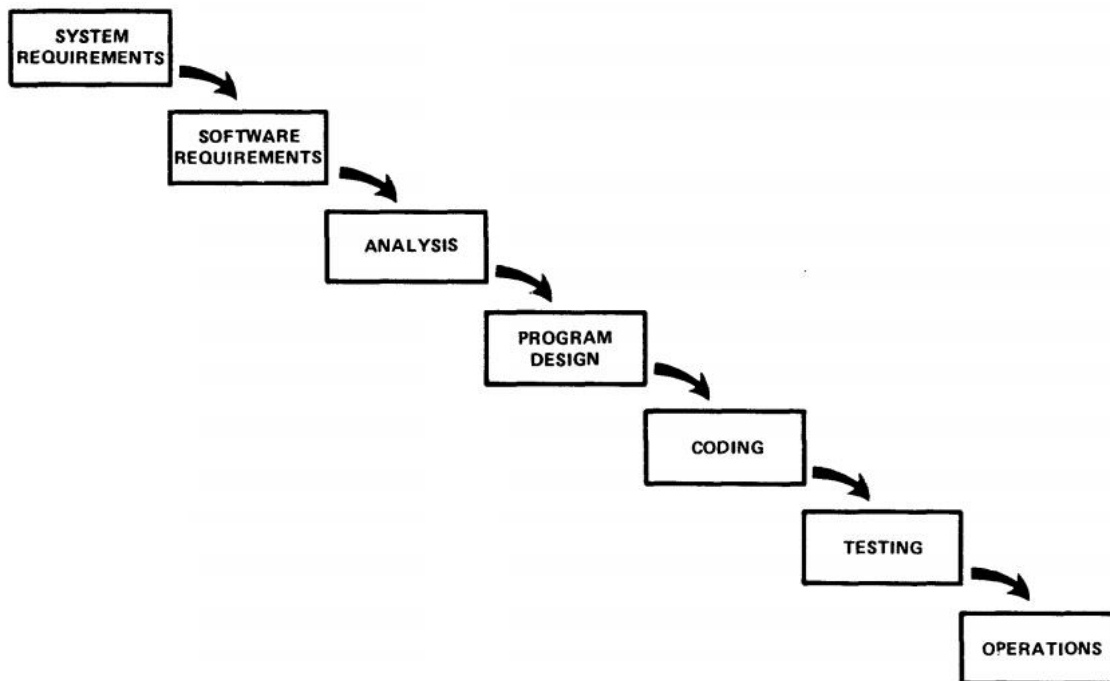 SYSTEM
REQUIREMENTS
SOFTWARE
REQUIREMENTS
ANALYSIS
PROGRAM
DESIGN
CODING
TESTING
OPERATIONS